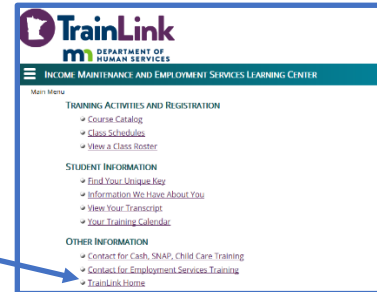 TrainLink
mn DEPARTMENT OF
HUMAN SERVICES
INCOME MAINTENANCE AND EMPLOYMENT SERVICES LEARNING CENTER
Main Menu
TRAINING ACTIVITIES AND REGISTRATION
Course Catalog
Class Schedules
View a Class Roster
STUDENT INFORMATION
Find Your Unique Key
Information We Have About You
View Your Transcript
Your Training Calendar
OTHER INFORMATION
Contact for Cash, SNAP, Child Care Training
Contact for Employment Services Training
TrainLink Home